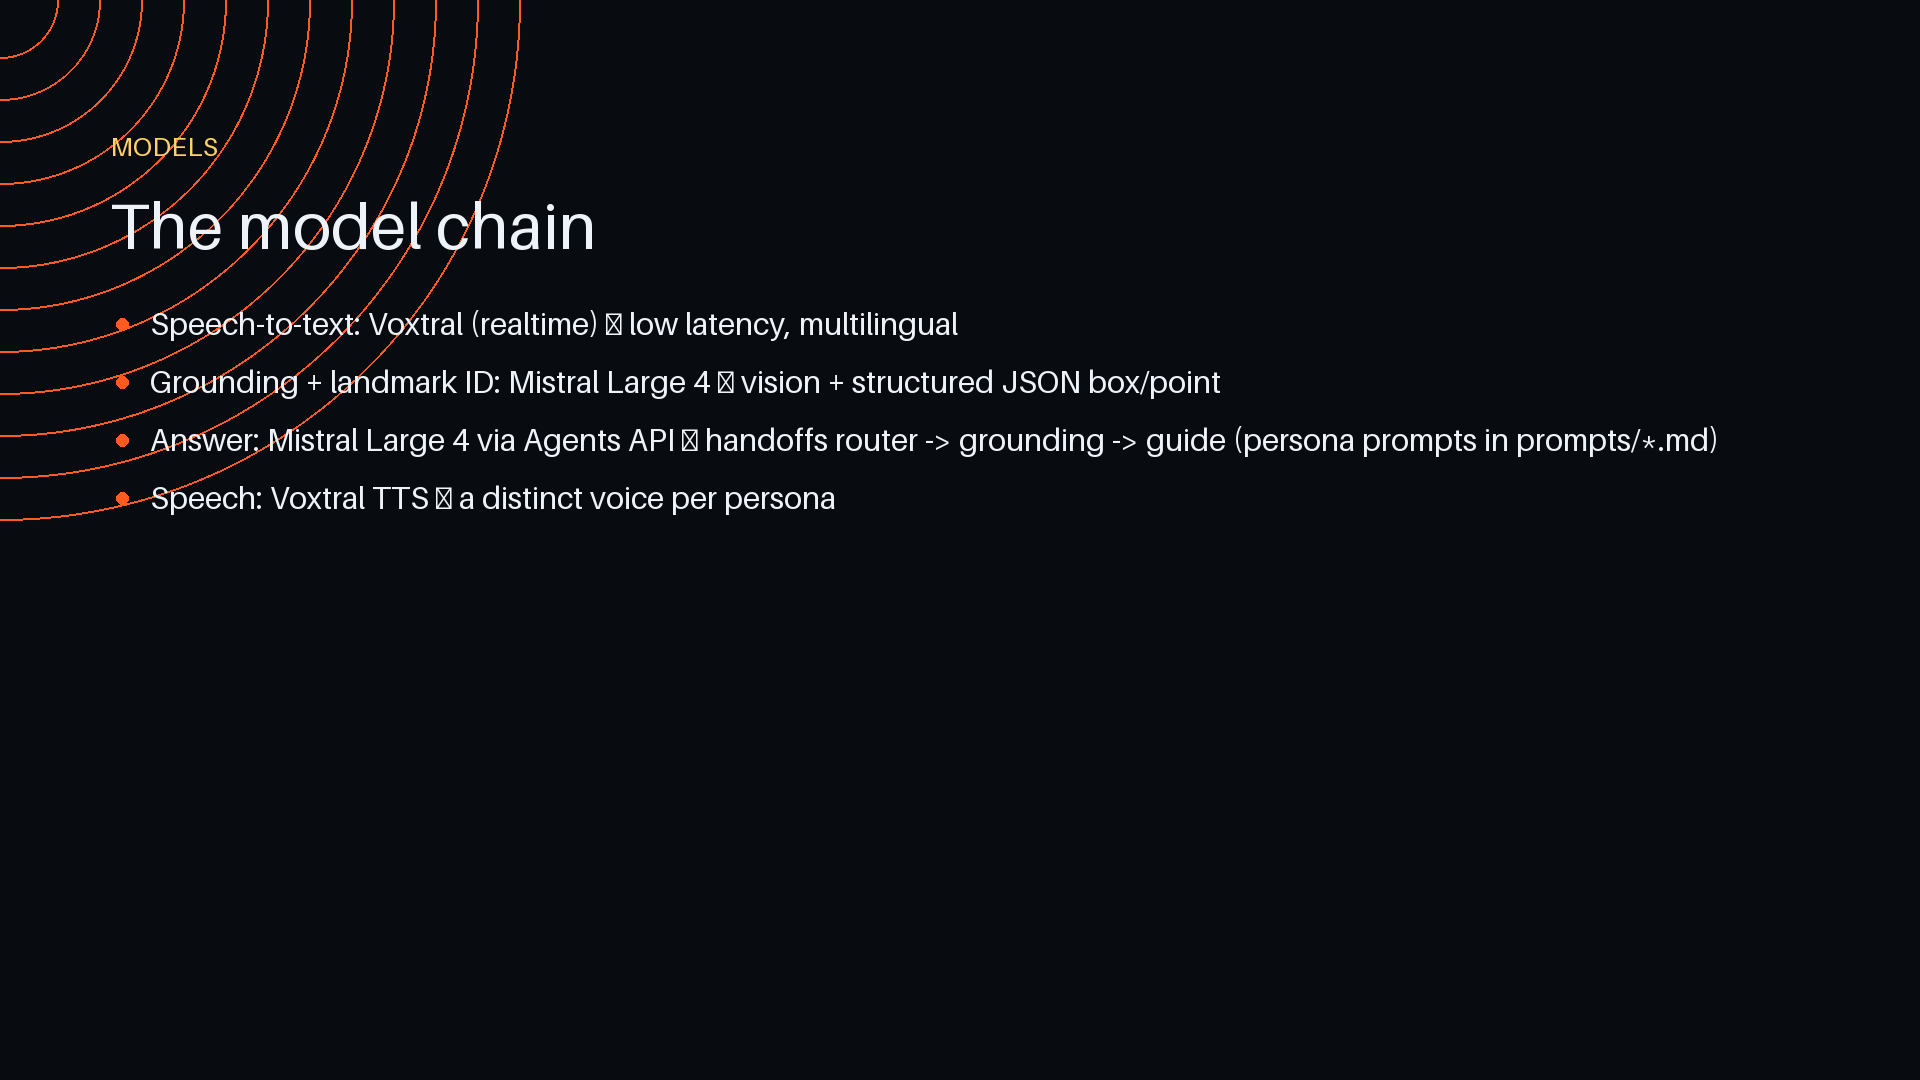 MODELS
The model chain
Speech-to-text: Voxtral (realtime) low latency, multilingual
Grounding + landmark ID: Mistral Large 4 vision + structured JSON box/point
Answer: Mistral Large 4 via Agents API handoffs router -> grounding -> guide (persona prompts in prompts/*.md)
Speech: Voxtral TTS a distinct voice per persona